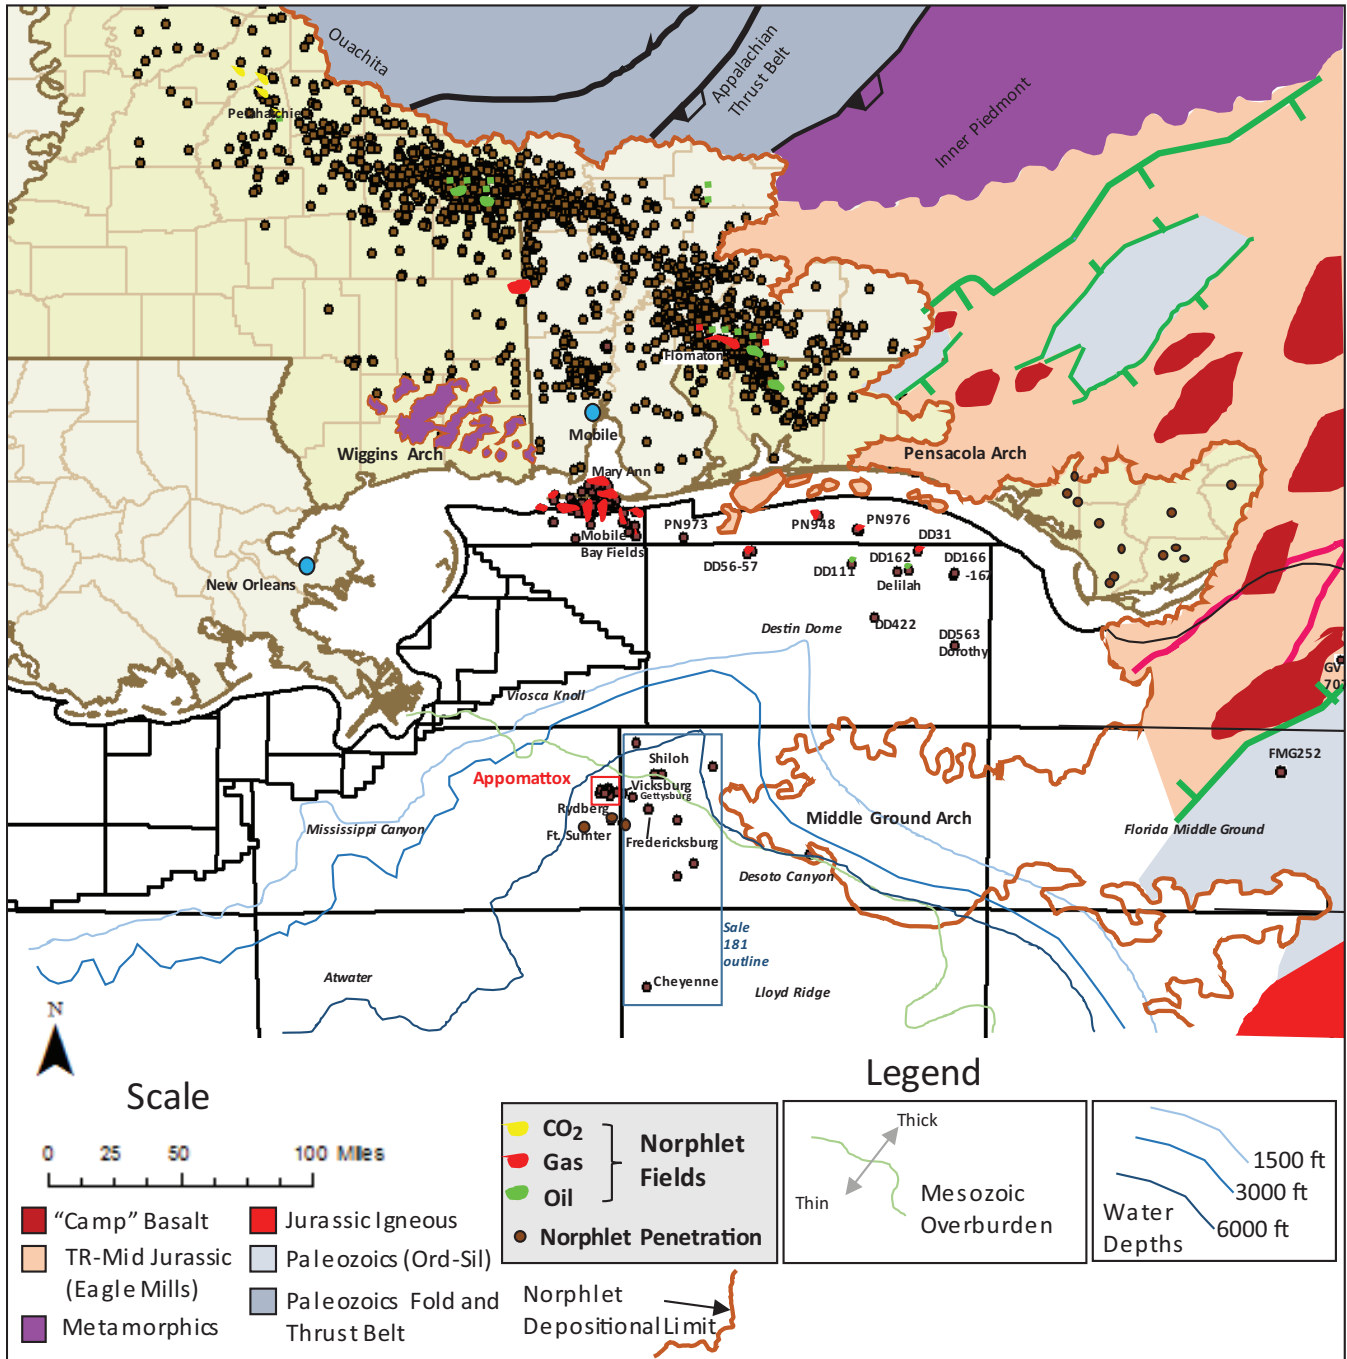 Ouachita
Appalachian
Thrust Belt
Inner Piedmont
Pelahatchie
Flomaton
Mobile
Wiggins Arch
Pensacola Arch
Mary Ann
Mobile
Bay Fields
PN973
PN948
PN976
DD31
DD56-57
DD111
DD162
Delilah
DD166
-167
New Orleans
DD422
Destin Dome
DD563
Dorothy
GV
707
Viosca Knoll
FMG252
Shiloh
Appomattox
Vicksburg
Gettysburg
Rydberg
Ft. Sumter
Fredericksburg
Mississippi Canyon
Middle Ground Arch
Florida Middle Ground
Desoto Canyon
Sale
181
outline
Atwater
Cheyenne
Lloyd Ridge
N
Scale
0 25 50 100 Miles
Legend
CO2
Gas
Oil
Norphlet
Fields
Norphlet Penetration
Thick
Thin
Mesozoic
Overburden
1500 ft
3000 ft
6000 ft
Water
Depths
"Camp" Basalt
TR-Mid Jurassic
(Eagle Mills)
Metamorphics
Jurassic Igneous
Paleozoics (Ord-Sil)
Paleozoics Fold and
Thrust Belt
Norphlet
Depositional Limit